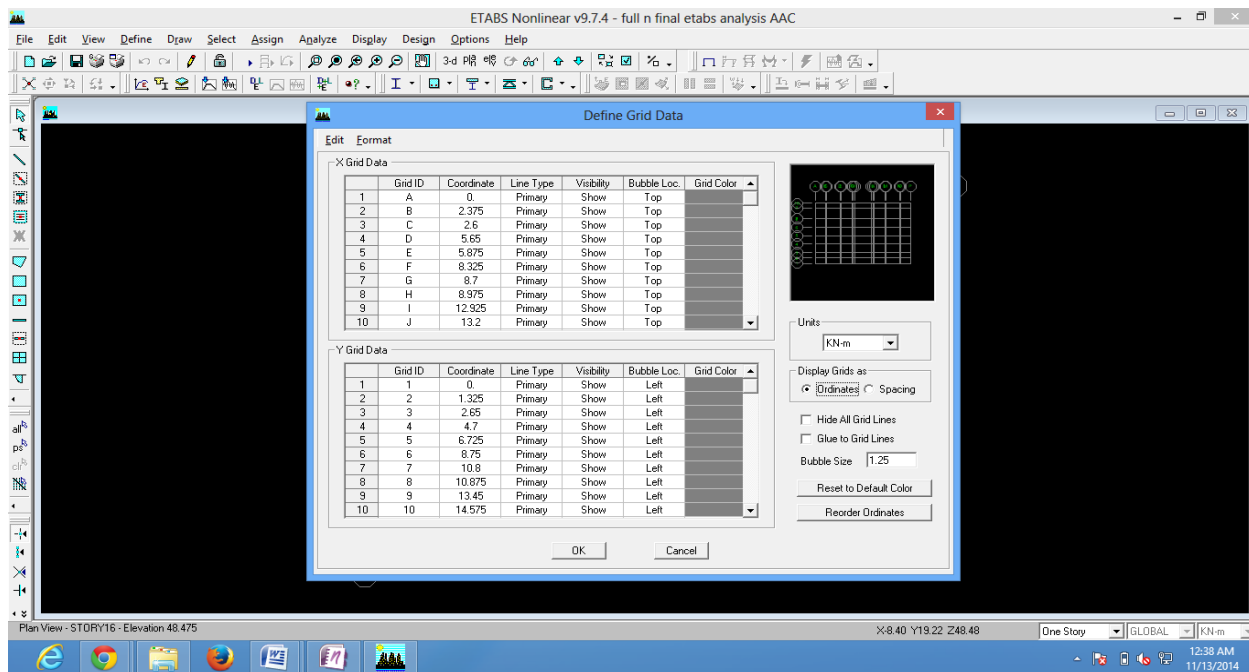 ETABS Nonlinear v9.7.4 - full n final etabs analysis AAC
File Edit View Define Draw Select Assign Analyze Display Design Options Help
3-d
all
ps
clr
Define Grid Data
Edit Format
X Grid Data
Grid ID Coordinate Line Type Visibility Bubble Loc. Grid Color
1 A 0. Primary Show Top
2 B 2.375 Primary Show Top
3 C 2.6 Primary Show Top
4 D 5.65 Primary Show Top
5 E 5.875 Primary Show Top
6 F 8.325 Primary Show Top
7 G 8.7 Primary Show Top
8 H 8.975 Primary Show Top
9 I 12.925 Primary Show Top
10 J 13.2 Primary Show Top
Y Grid Data
Grid ID Coordinate Line Type Visibility Bubble Loc. Grid Color
1 1 0. Primary Show Left
2 2 1.325 Primary Show Left
3 3 2.65 Primary Show Left
4 4 4.7 Primary Show Left
5 5 6.725 Primary Show Left
6 6 8.75 Primary Show Left
7 7 10.8 Primary Show Left
8 8 10.875 Primary Show Left
9 9 13.45 Primary Show Left
10 10 14.575 Primary Show Left
Units
KN-m
Display Grids as
Ordinates Spacing
Hide All Grid Lines
Glue to Grid Lines
Bubble Size 1.25
Reset to Default Color
Reorder Ordinates
OK Cancel
Plan View - STORY16 - Elevation 48.475 X-8.40 Y19.22 Z48.48 One Story GLOBAL KN-m
12:38 AM
11/13/2014